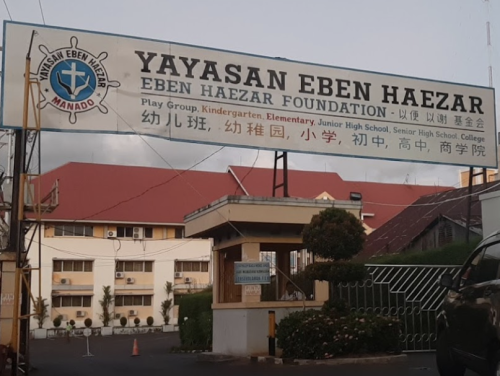 YAYASAN EBEN HAEZAR
MANADO
YAYASAN EBEN HAEZAR
EBEN HAEZAR FOUNDATION - 以便 以谢 基金会
Play Group, Kindergarten, Elementary, Junior High School, Senior High School, College
幼儿班, 幼稚园, 小学, 初中, 高中, 商学院